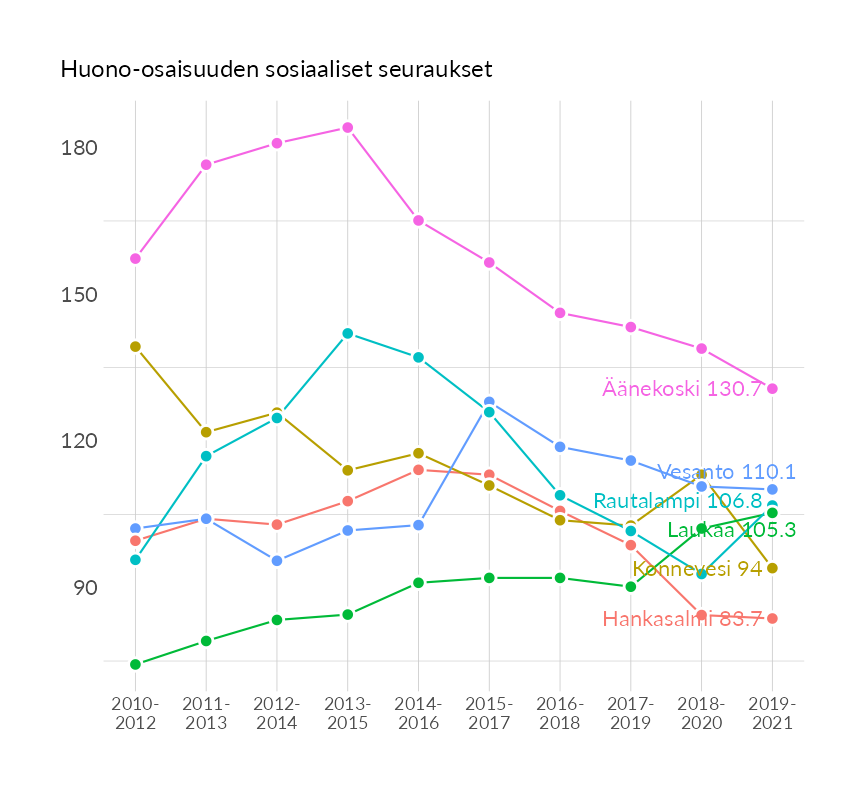 Huono-osaisuuden sosiaaliset seuraukset
180
150
120
90
Äänekoski 130.7
Vesanto 110.1
Rautalampi 106.8
Laukaa 105.3
Konnevesi 94
Hankasalmi 83.7
2010- 2011- 2012- 2013- 2014- 2015- 2016- 2017- 2018- 2019-
2012 2013 2014 2015 2016 2017 2018 2019 2020 2021